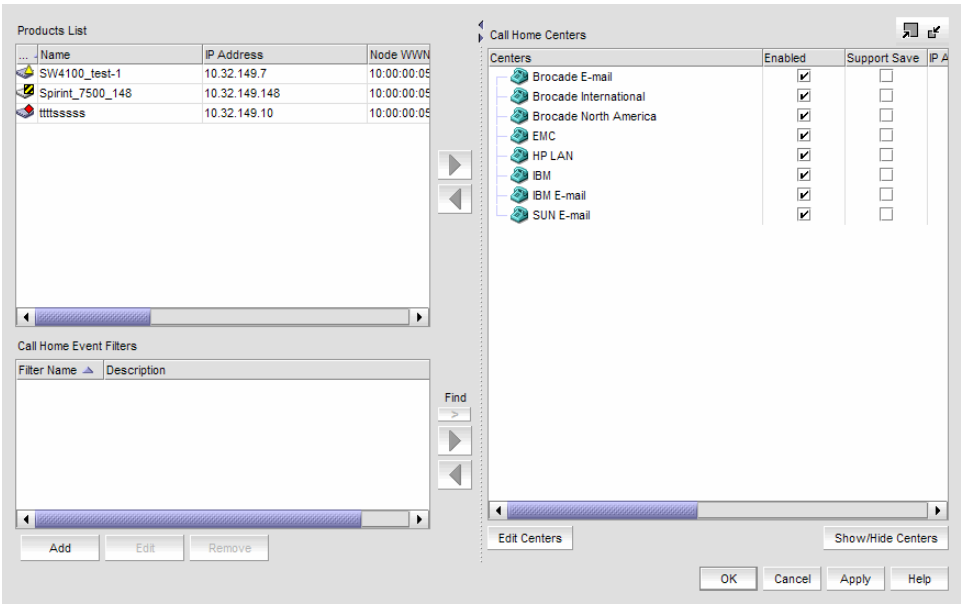 Products List
... Name IP Address Node WWN
SW4100_test-1 10.32.149.7 10:00:00:05
Spirint_7500_148 10.32.149.148 10:00:00:05
ttttsssss 10.32.149.10 10:00:00:05
Call Home Event Filters
Filter Name Description
Add Edit Remove
Find
>
Call Home Centers
Centers Enabled Support Save IP A
Brocade E-mail
Brocade International
Brocade North America
EMC
HP LAN
IBM
IBM E-mail
SUN E-mail
Edit Centers Show/Hide Centers
OK Cancel Apply Help